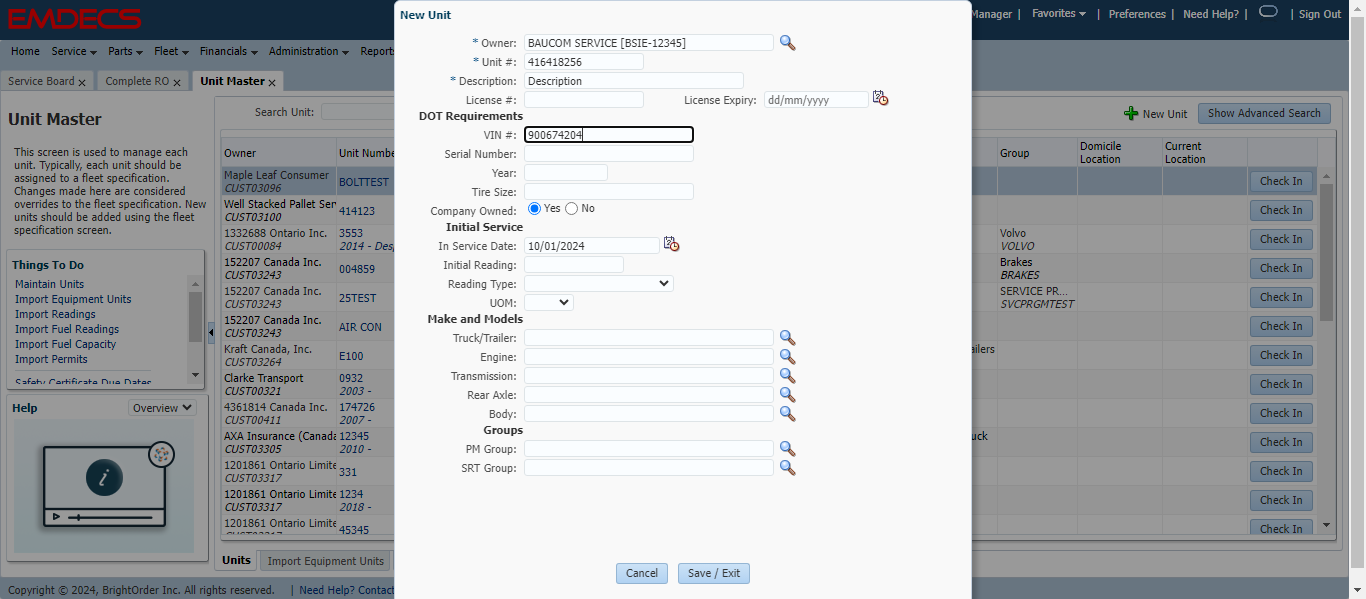 EMDECS
Manager | Favorites | Preferences | Need Help? | | Sign Out
Home Service Parts Fleet Financials Administration Reports
Service Board x Complete RO x Unit Master x
Unit Master
This screen is used to manage each
unit. Typically, each unit should be
assigned to a fleet specification.
Changes made here are considered
overrides to the fleet specification. New
units should be added using the fleet
specification screen.
Things To Do
Maintain Units
Import Equipment Units
Import Readings
Import Fuel Readings
Import Fuel Capacity
Import Permits
Safety Certificate Due Dates
Help
Overview
Search Unit:
New Unit
Show Advanced Search
Owner Unit Numbe
Group Domicile Location Current Location
Maple Leaf Consumer
CUST03096
BOLTTEST
Check In
Well Stacked Pallet Ser
CUST03100
414123
Check In
1332688 Ontario Inc.
CUST00084
3553
2014 - Des
Volvo
VOLVO
Check In
152207 Canada Inc.
CUST03243
004859
Brakes
BRAKES
Check In
152207 Canada Inc.
CUST03243
25TEST
SERVICE PR...
SVCPRGMTEST
Check In
152207 Canada Inc.
CUST03243
AIR CON
Check In
Kraft Canada, Inc.
CUST03264
E100
ailers
Check In
Clarke Transport
CUST00321
0932
2003 -
Check In
4361814 Canada Inc.
CUST00411
174726
2007 -
Check In
AXA Insurance (Canada
CUST03305
12345
2010 -
uck
Check In
1201861 Ontario Limite
CUST03317
331
Check In
1201861 Ontario Limite
CUST03317
1234
2018 -
Check In
1201861 Ontario Limite
CUST03317
45345
Check In
Units Import Equipment Units
Copyright © 2024, BrightOrder Inc. All rights reserved. | Need Help? Contact
New Unit
* Owner: BAUCOM SERVICE [BSIE-12345]
* Unit #: 416418256
* Description: Description
License #: License Expiry: dd/mm/yyyy
DOT Requirements
VIN #: 900674204
Serial Number:
Year:
Tire Size:
Company Owned: Yes No
Initial Service
In Service Date: 10/01/2024
Initial Reading:
Reading Type:
UOM:
Make and Models
Truck/Trailer:
Engine:
Transmission:
Rear Axle:
Body:
Groups
PM Group:
SRT Group:
Cancel Save / Exit